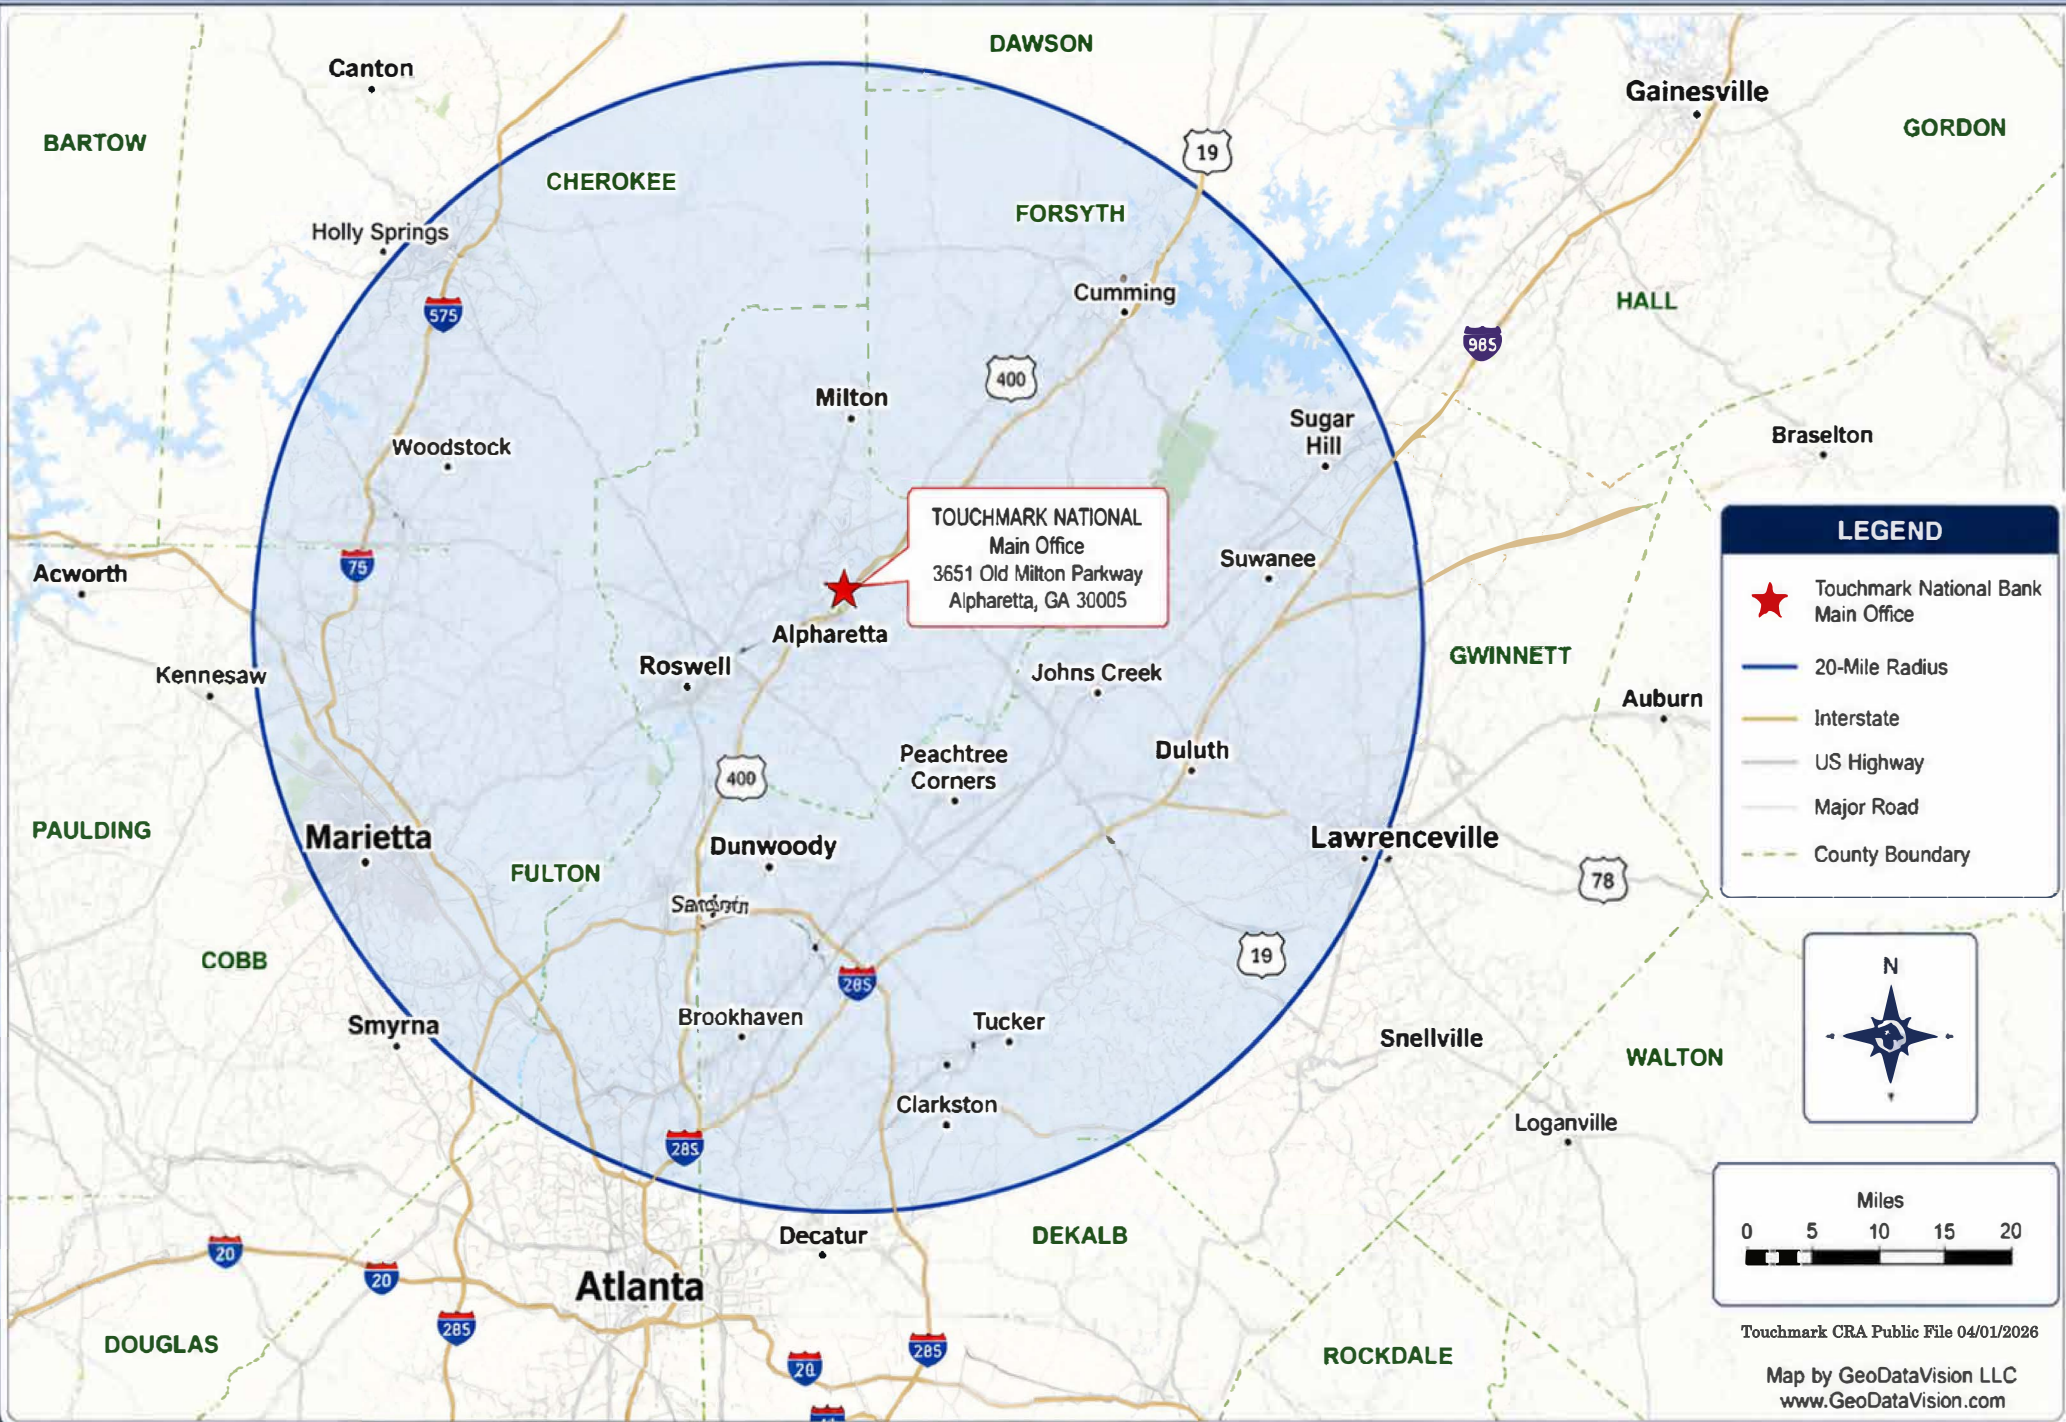 DAWSON
Canton
Gainesville
BARTOW
GORDON
19
CHEROKEE
FORSYTH
Holly Springs
Cumming
HALL
575
985
400
Milton
Sugar
Hill
Braselton
Woodstock
TOUCHMARK NATIONAL
Main Office
3651 Old Milton Parkway
Alpharetta, GA 30005
75
Acworth
Suwanee
Alpharetta
Roswell
Johns Creek
GWINNETT
Kennesaw
Auburn
400
Peachtree
Corners
Duluth
PAULDING
Marietta
Dunwoody
Lawrenceville
FULTON
78
COBB
19
285
Smyrna
Brookhaven
Tucker
Snellville
WALTON
Clarkston
Loganville
285
Decatur
DEKALB
20
20
Atlanta
285
DOUGLAS
20
285
ROCKDALE
LEGEND
Touchmark National Bank
Main Office
20-Mile Radius
Interstate
US Highway
Major Road
County Boundary
N
Miles
0 5 10 15 20
Touchmark CRA Public File 04/01/2026
Map by GeoDataVision LLC
www.GeoDataVision.com